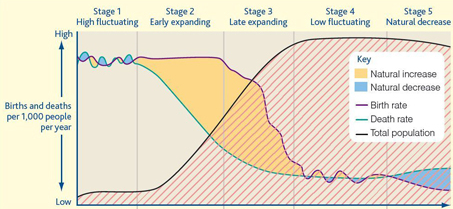 Stage 1
High fluctuating
Stage 2
Early expanding
Stage 3
Late expanding
Stage 4
Low fluctuating
Stage 5
Natural decrease
High
Births and deaths
per 1,000 people
per year
Low
Key
Natural increase
Natural decrease
Birth rate
Death rate
Total population